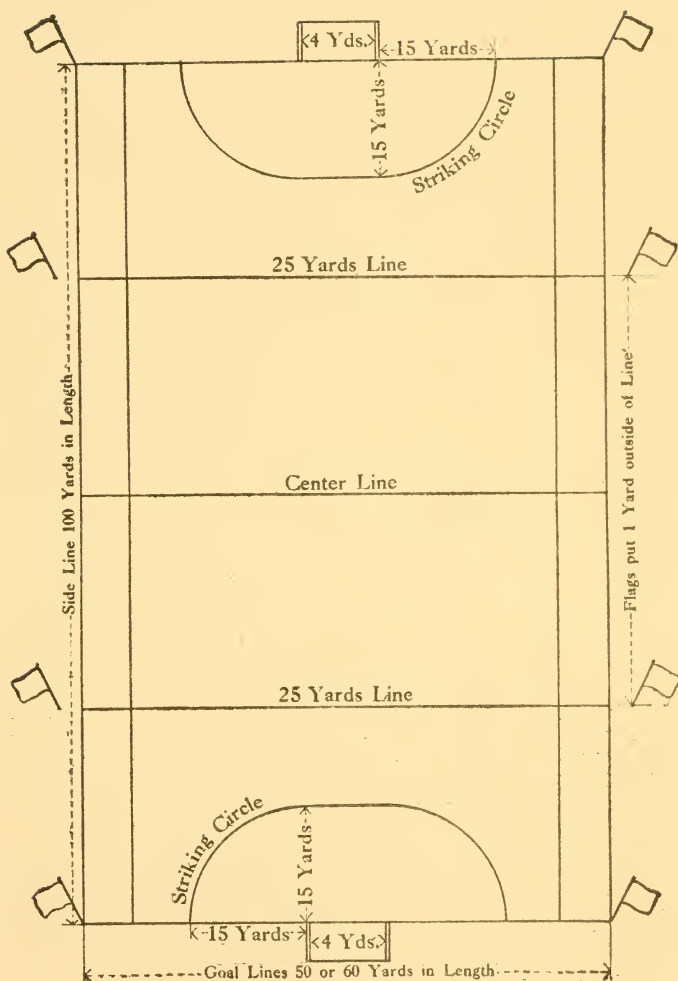 4 Yds.
15 Yards
15 Yards
Striking Circle
25 Yards Line
Side Line 100 Yards in Length
Center Line
Flags put 1 Yard outside of Line
25 Yards Line
Striking Circle
15 Yards
15 Yards
4 Yds.
Goal Lines 50 or 60 Yards in Length